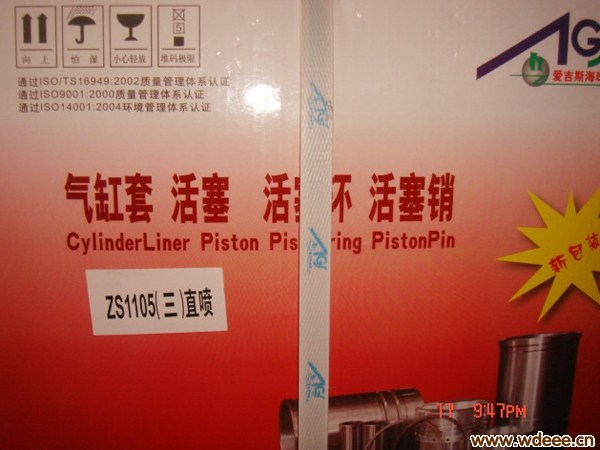 向上
怕湿
小心轻放
堆码极限
5
AG
爱吉斯海
通过ISO/TS16949:2002质量管理体系认证
通过ISO9001:2000质量管理体系认证
通过ISO14001:2004环境管理体系认证
气缸套 活塞 活 环 活塞销
CylinderLiner Piston Pis ring PistonPin
新包装
ZS1105(三)直喷
AGS
AGS
AGS
17 9:47PM
www.wdeee.cn